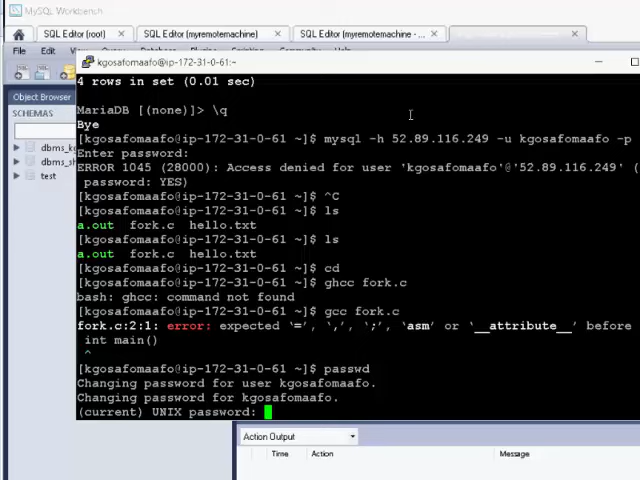 MySQL Workbench
SQL Editor (root)
SQL Editor (myremotemachine)
SQL Editor (myremotemachine -
File Edit
kgosafomaafo@ip-172-31-0-61:~
Object Browser
SCHEMAS
dbms_k
dbms_sh
test
4 rows in set (0.01 sec)
MariaDB [(none)]> \q
Bye
[kgosafomaafo@ip-172-31-0-61 ~]$ mysql -h 52.89.116.249 -u kgosafomaafo -p
Enter password:
ERROR 1045 (28000): Access denied for user 'kgosafomaafo'@'52.89.116.249' (
password: YES)
[kgosafomaafo@ip-172-31-0-61 ~]$ ^C
[kgosafomaafo@ip-172-31-0-61 ~]$ ls
a.out fork.c hello.txt
[kgosafomaafo@ip-172-31-0-61 ~]$ ls
a.out fork.c hello.txt
[kgosafomaafo@ip-172-31-0-61 ~]$ cd
[kgosafomaafo@ip-172-31-0-61 ~]$ ghcc fork.c
bash: ghcc: command not found
[kgosafomaafo@ip-172-31-0-61 ~]$ gcc fork.c
fork.c:2:1: error: expected ‘=’, ‘,’, ‘;’, ‘asm’ or ‘__attribute__’ before
int main()
^
[kgosafomaafo@ip-172-31-0-61 ~]$ passwd
Changing password for user kgosafomaafo.
Changing password for kgosafomaafo.
(current) UNIX password:
Action Output
Time Action Message